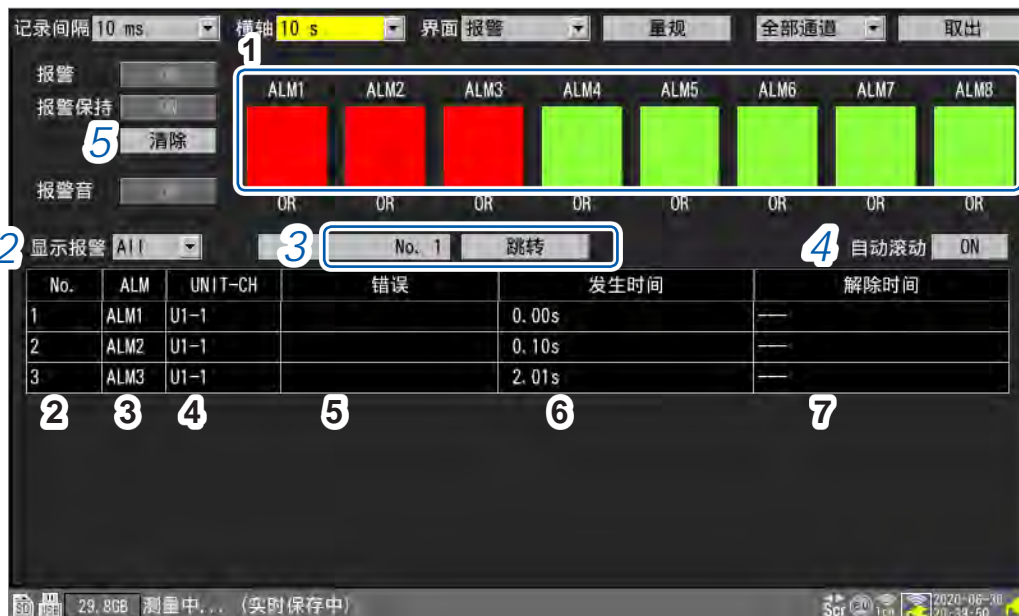 记录间隔 10 ms 横轴 10 s 界面 报警 量规 全部通道 取出
1
报警
ALM1 ALM2 ALM3 ALM4 ALM5 ALM6 ALM7 ALM8
报警保持 ON
5 清除
报警音
OR OR OR OR OR OR OR OR
2 显示报警 All 3 No. 1 跳转 4 自动滚动 ON
No. ALM UNIT-CH 错误 发生时间 解除时间
1 ALM1 U1-1 0.00s ---
2 ALM2 U1-1 0.10s ---
3 ALM3 U1-1 2.01s ---
2 3 4 5 6 7
SD USB 29.8GB 测量中... (实时保存中) Scr 2020-06-30